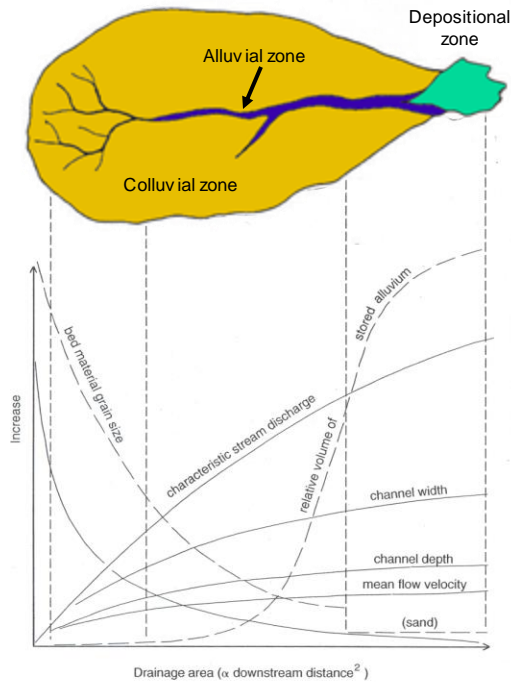 Depositional
zone
Alluvial zone
Colluvial zone
Increase
bed material grain size
characteristic stream discharge
relative volume of stored alluvium
channel width
channel depth
mean flow velocity
(sand)
Drainage area (α downstream distance²)